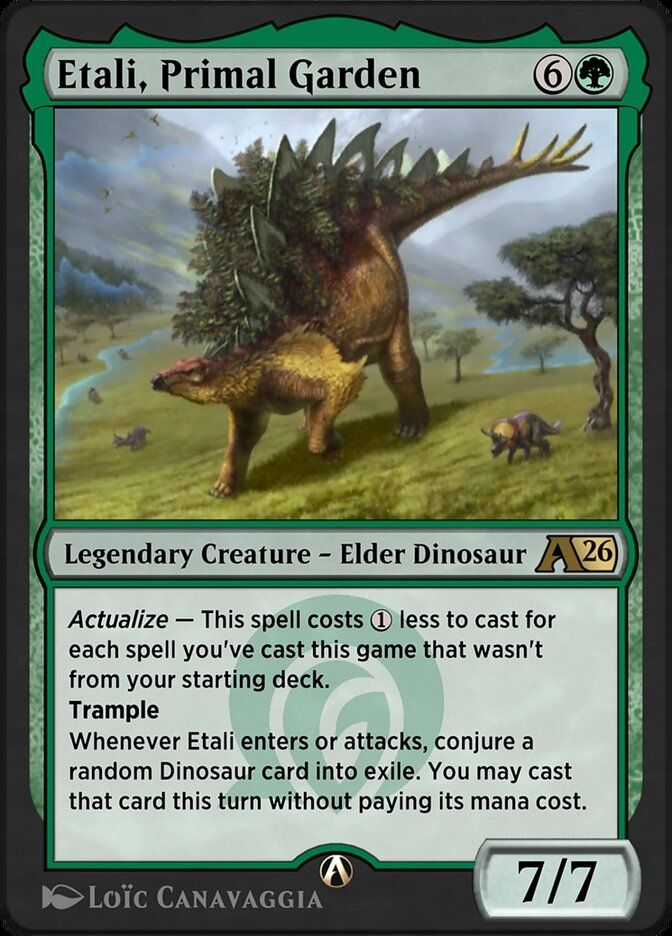 Etali, Primal Garden 6
Legendary Creature – Elder Dinosaur A26
Actualize — This spell costs 1 less to cast for
each spell you've cast this game that wasn't
from your starting deck.
Trample
Whenever Etali enters or attacks, conjure a
random Dinosaur card into exile. You may cast
that card this turn without paying its mana cost.
7/7
Loïc Canavaggia